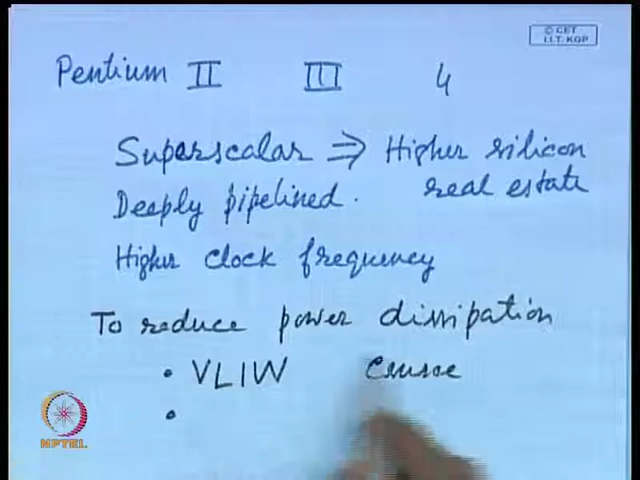 © CET
I.I.T. KGP
Pentium II III 4
Superscalar ⇒ Higher silicon
real estate
Deeply pipelined.
Higher clock frequency
To reduce power dissipation
• VLIW Crusoe
•
NPTEL